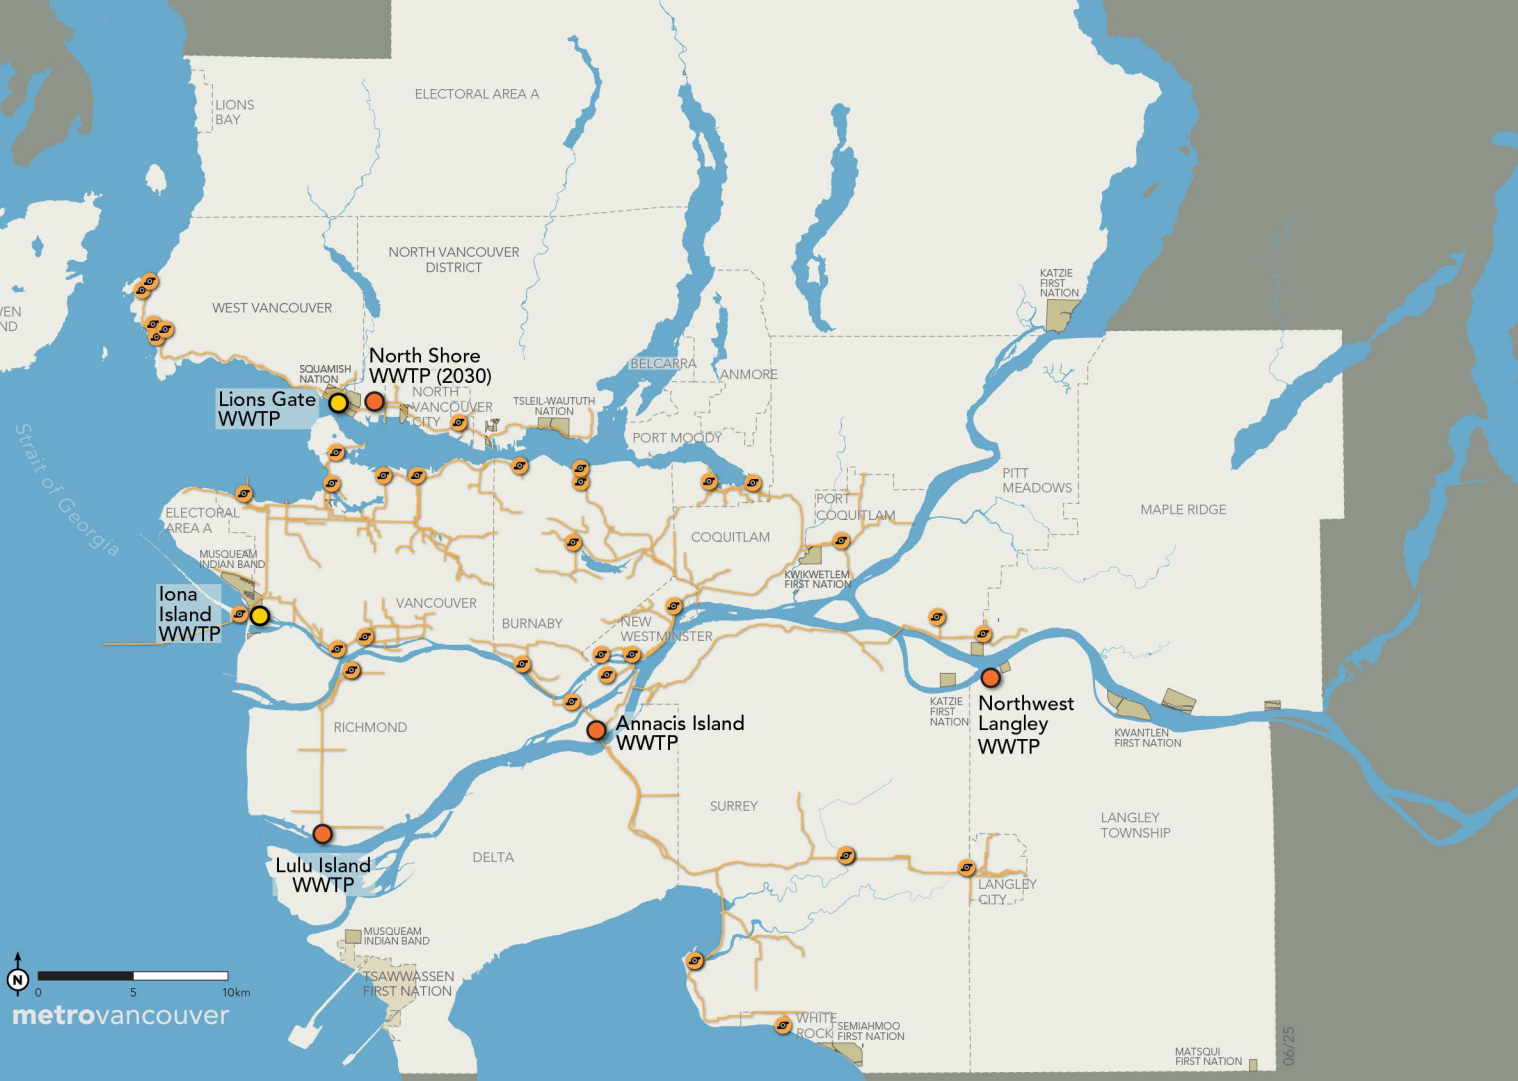 LIONS
BAY
ELECTORAL AREA A
NORTH VANCOUVER
DISTRICT
WEST VANCOUVER
KATZIE
FIRST
NATION
EN
ND
North Shore
WWTP (2030)
SQUAMISH
NATION
BELCARRA
ANMORE
Lions Gate
WWTP
NORTH
VANCOUVER
CITY
TSLEIL-WAUTUTH
NATION
PORT MOODY
Strait of Georgia
PITT
MEADOWS
MAPLE RIDGE
ELECTORAL
AREA A
PORT
COQUITLAM
COQUITLAM
MUSQUEAM
INDIAN BAND
KWIKWETLEM
FIRST NATION
Iona
Island
WWTP
VANCOUVER
BURNABY
NEW
WESTMINSTER
KATZIE
FIRST
NATION
Northwest
Langley
WWTP
KWANTLEN
FIRST NATION
RICHMOND
Annacis Island
WWTP
SURREY
LANGLEY
TOWNSHIP
Lulu Island
WWTP
DELTA
LANGLEY
CITY
MUSQUEAM
INDIAN BAND
TSAWWASSEN
FIRST NATION
N
0 5 10km
metrovancouver
WHITE
ROCK
SEMIAHMOO
FIRST NATION
MATSQUI
FIRST NATION
06/25